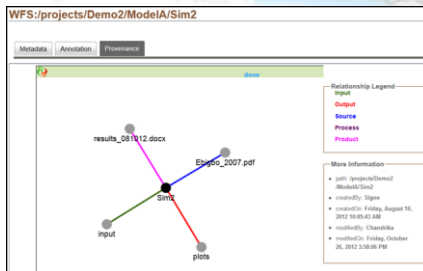 WFS:/projects/Demo2/ModelA/Sim2
Metadata
Annotation
Provenance
done
results_081012.docx
Ebigbo_2007.pdf
Sim2
input
plots
Relationship Legend
Input
Output
Source
Process
Product
More Information
path: /projects/Demo2
/ModelA/Sim2
createdBy: Signe
createdOn: Friday, August 10,
2012 10:05:43 AM
modifiedBy: Chandrika
modifiedOn: Friday, October
26, 2012 3:58:06 PM